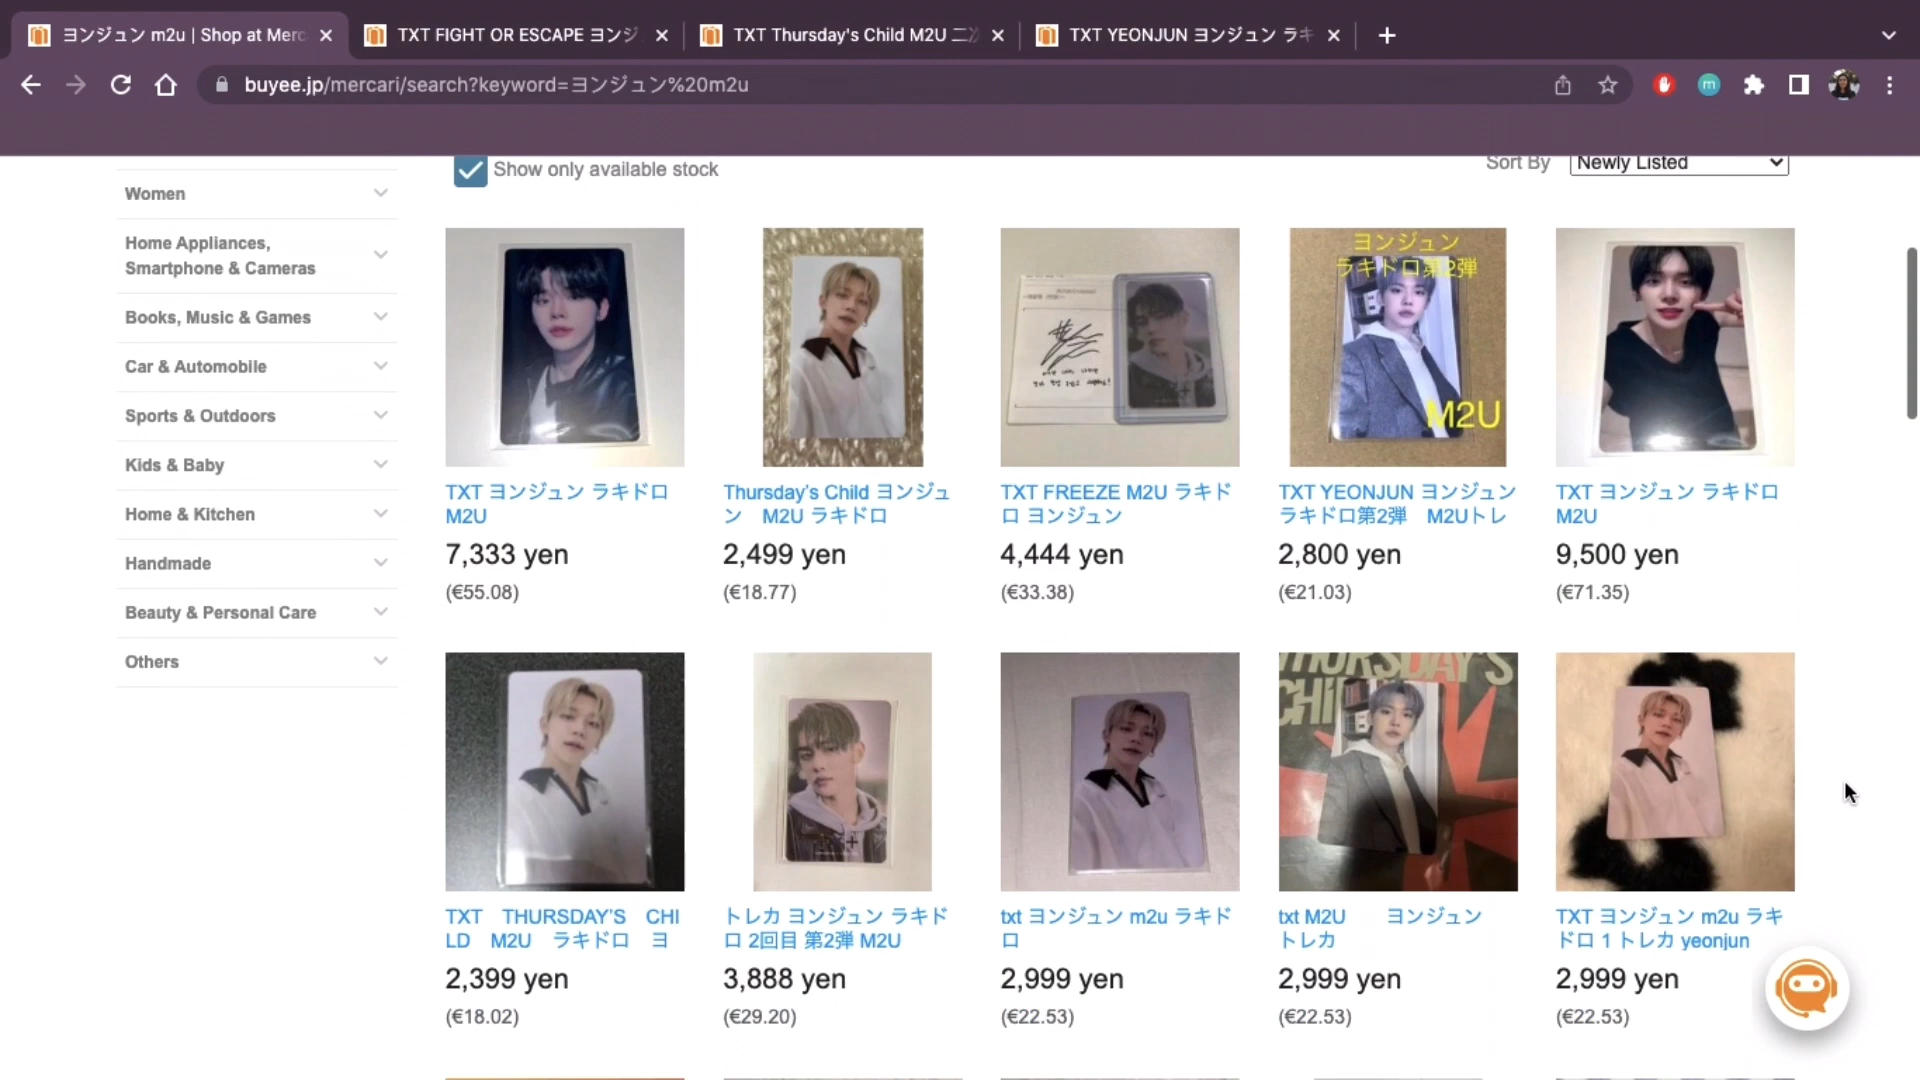 ヨンジュン m2u | Shop at Merc
TXT FIGHT OR ESCAPE ヨンジ
TXT Thursday's Child M2U 二次
TXT YEONJUN ヨンジュン ラキ
buyee.jp/mercari/search?keyword=ヨンジュン%20m2u
m
Show only available stock
Sort By
Newly Listed
Women
Home Appliances,
Smartphone & Cameras
Books, Music & Games
Car & Automobile
Sports & Outdoors
Kids & Baby
Home & Kitchen
Handmade
Beauty & Personal Care
Others
ヨンジュン
ラキドロ第2弾
M2U
TXT ヨンジュン ラキドロ
M2U
7,333 yen
(€55.08)
Thursday's Child ヨンジュ
ン　M2U ラキドロ
2,499 yen
(€18.77)
TXT FREEZE M2U ラキド
ロ ヨンジュン
4,444 yen
(€33.38)
TXT YEONJUN ヨンジュン
ラキドロ第2弾　M2Uトレ
2,800 yen
(€21.03)
TXT ヨンジュン ラキドロ
M2U
9,500 yen
(€71.35)
THURSDAY'S
CHIL
TXT　THURSDAY'S　CHI
LD　M2U　ラキドロ　ヨ
2,399 yen
(€18.02)
トレカ ヨンジュン ラキド
ロ 2回目 第2弾 M2U
3,888 yen
(€29.20)
txt ヨンジュン m2u ラキド
ロ
2,999 yen
(€22.53)
txt M2U　　ヨンジュン
トレカ
2,999 yen
(€22.53)
TXT ヨンジュン m2u ラキ
ドロ 1 トレカ yeonjun
2,999 yen
(€22.53)